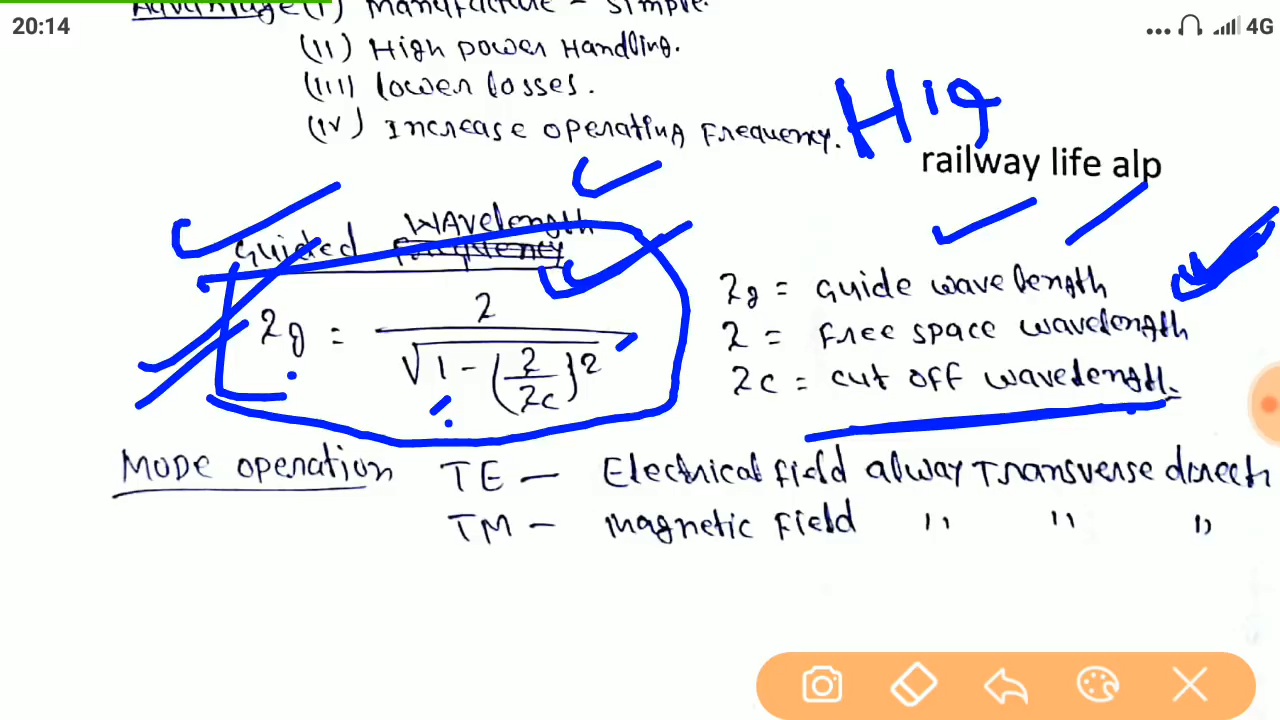 20:14
4G
Advantage (i) Manufacture - Simple.
(ii) High power Handling.
(iii) Lower losses.
(iv) Increase operating Frequency.
Hig
railway life alp
Guided Wavelength
λg = λ / √1 - (λ/λc)2
λg = Guide wavelength
λ = Free space wavelength
λc = cut off wavelength.
Mode operation TE - Electrical field alway Transverse direct
TM - Magnetic Field " " "